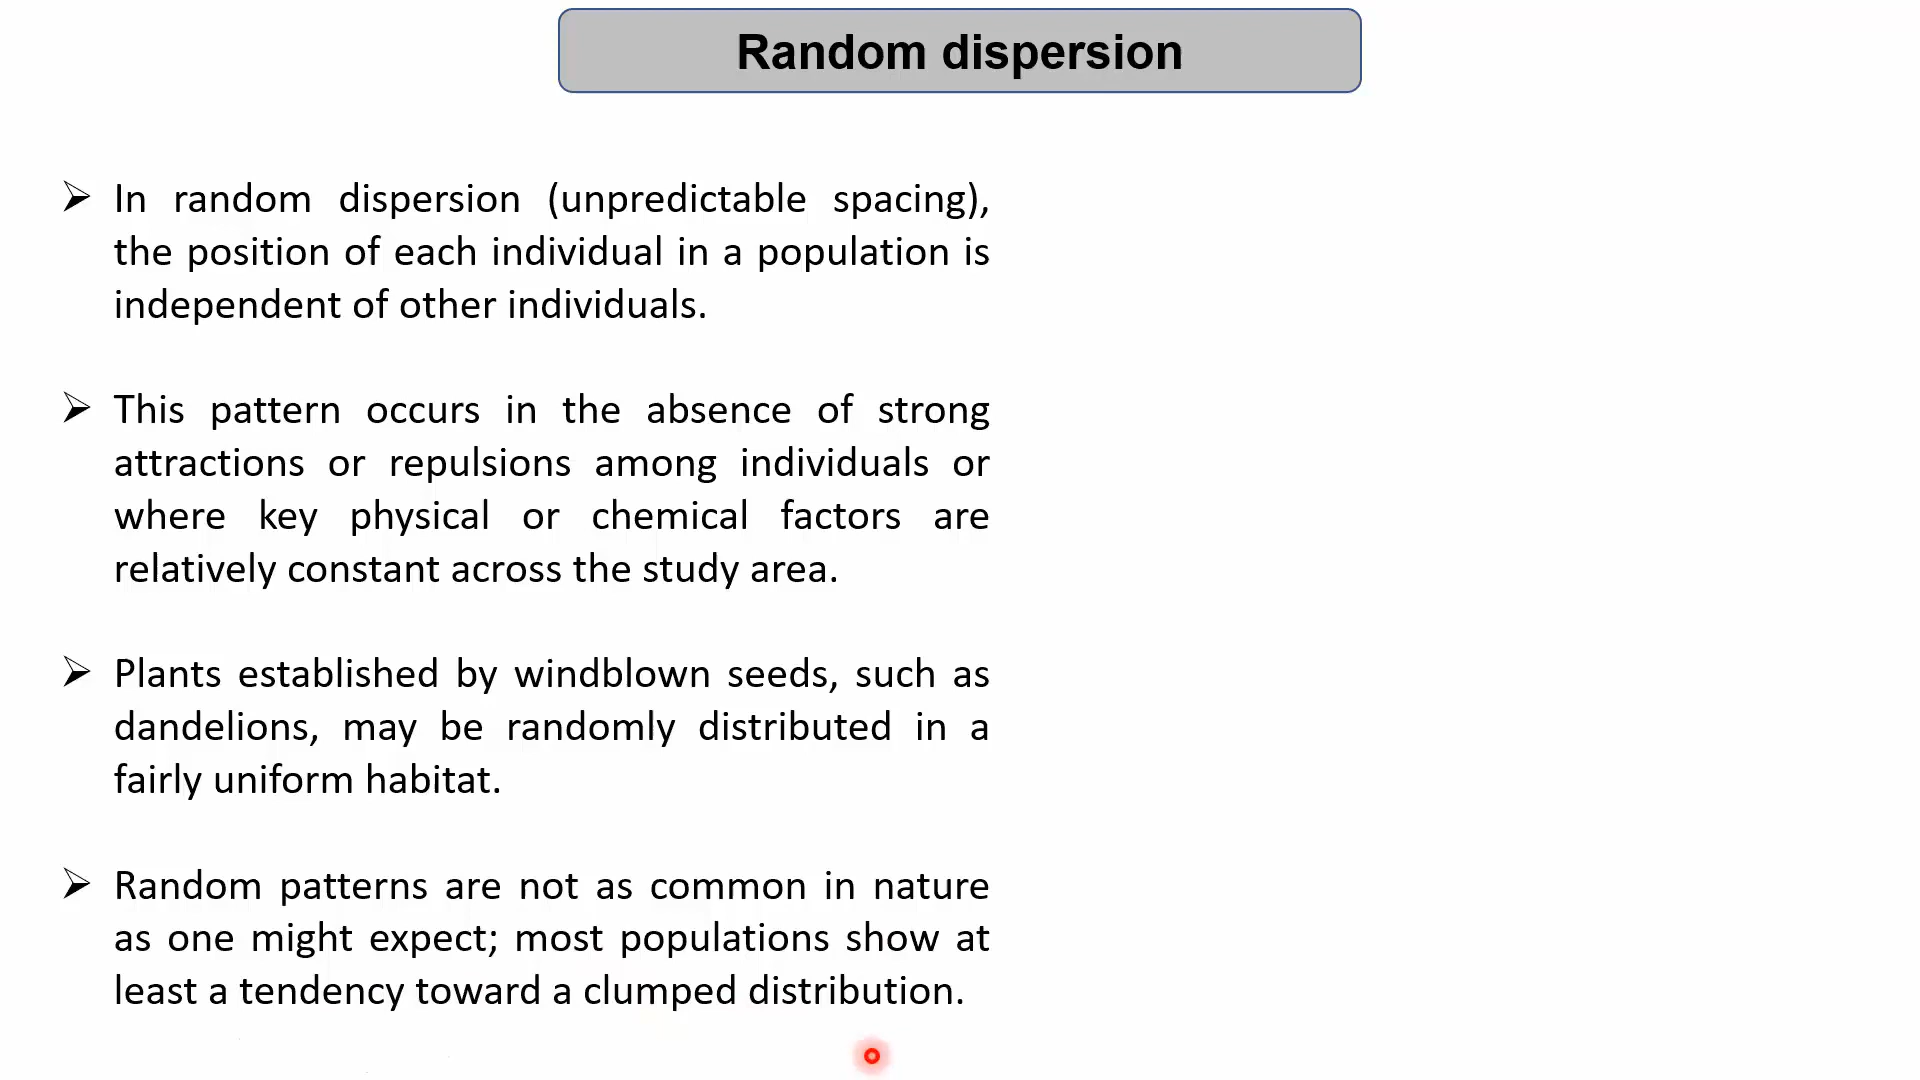 Random dispersion
➢ In random dispersion (unpredictable spacing),
the position of each individual in a population is
independent of other individuals.
➢ This pattern occurs in the absence of strong
attractions or repulsions among individuals or
where key physical or chemical factors are
relatively constant across the study area.
➢ Plants established by windblown seeds, such as
dandelions, may be randomly distributed in a
fairly uniform habitat.
➢ Random patterns are not as common in nature
as one might expect; most populations show at
least a tendency toward a clumped distribution.